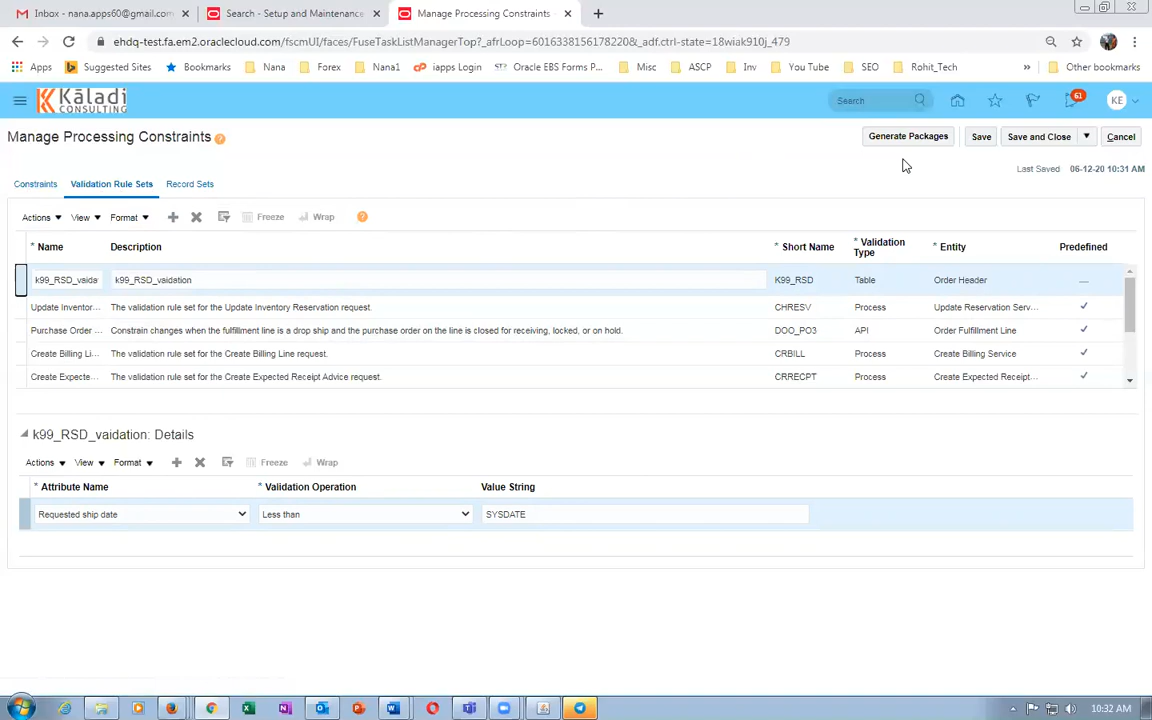 Inbox - nana.apps60@gmail.com
Search - Setup and Maintenance
Manage Processing Constraints
ehdq-test.fa.em2.oraclecloud.com/fscmUI/faces/FuseTaskListManagerTop?_afrLoop=6016338156178220&_adf.ctrl-state=18wiak910j_479
Apps Suggested Sites Bookmarks Nana Forex Nana1 iapps Login Oracle EBS Forms P... Misc ASCP Inv You Tube SEO Rohit_Tech » Other bookmarks
Kāladi
CONSULTING
Search 61 KE
Manage Processing Constraints
Generate Packages Save Save and Close Cancel
Last Saved 06-12-20 10:31 AM
Constraints Validation Rule Sets Record Sets
Actions View Format Freeze Wrap
* Name Description * Short Name * Validation Type * Entity Predefined
k99_RSD_vaida k99_RSD_vaidation K99_RSD Table Order Header
Update Inventor... The validation rule set for the Update Inventory Reservation request. CHRESV Process Update Reservation Serv...
Purchase Order ... Constrain changes when the fulfillment line is a drop ship and the purchase order on the line is closed for receiving, locked, or on hold. DOO_PO3 API Order Fulfillment Line
Create Billing Li... The validation rule set for the Create Billing Line request. CRBILL Process Create Billing Service
Create Expecte... The validation rule set for the Create Expected Receipt Advice request. CRRECPT Process Create Expected Receipt...
k99_RSD_vaidation: Details
Actions View Format Freeze Wrap
* Attribute Name * Validation Operation Value String
Requested ship date Less than SYSDATE
10:32 AM